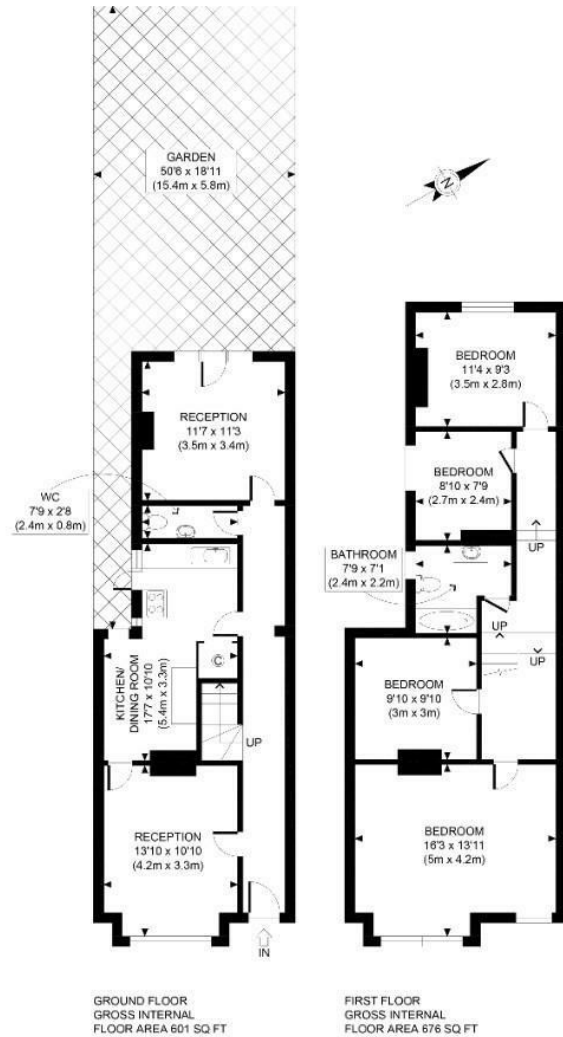 GARDEN
50'6 x 18'11
(15.4m x 5.8m)
N
RECEPTION
11'7 x 11'3
(3.5m x 3.4m)
WC
7'9 x 2'8
(2.4m x 0.8m)
KITCHEN/
DINING ROOM
17'7 x 10'10
(5.4m x 3.3m)
C
UP
RECEPTION
13'10 x 10'10
(4.2m x 3.3m)
IN
GROUND FLOOR
GROSS INTERNAL
FLOOR AREA 601 SQ FT
BEDROOM
11'4 x 9'3
(3.5m x 2.8m)
BEDROOM
8'10 x 7'9
(2.7m x 2.4m)
UP
BATHROOM
7'9 x 7'1
(2.4m x 2.2m)
UP
UP
BEDROOM
9'10 x 9'10
(3m x 3m)
BEDROOM
16'3 x 13'11
(5m x 4.2m)
FIRST FLOOR
GROSS INTERNAL
FLOOR AREA 676 SQ FT